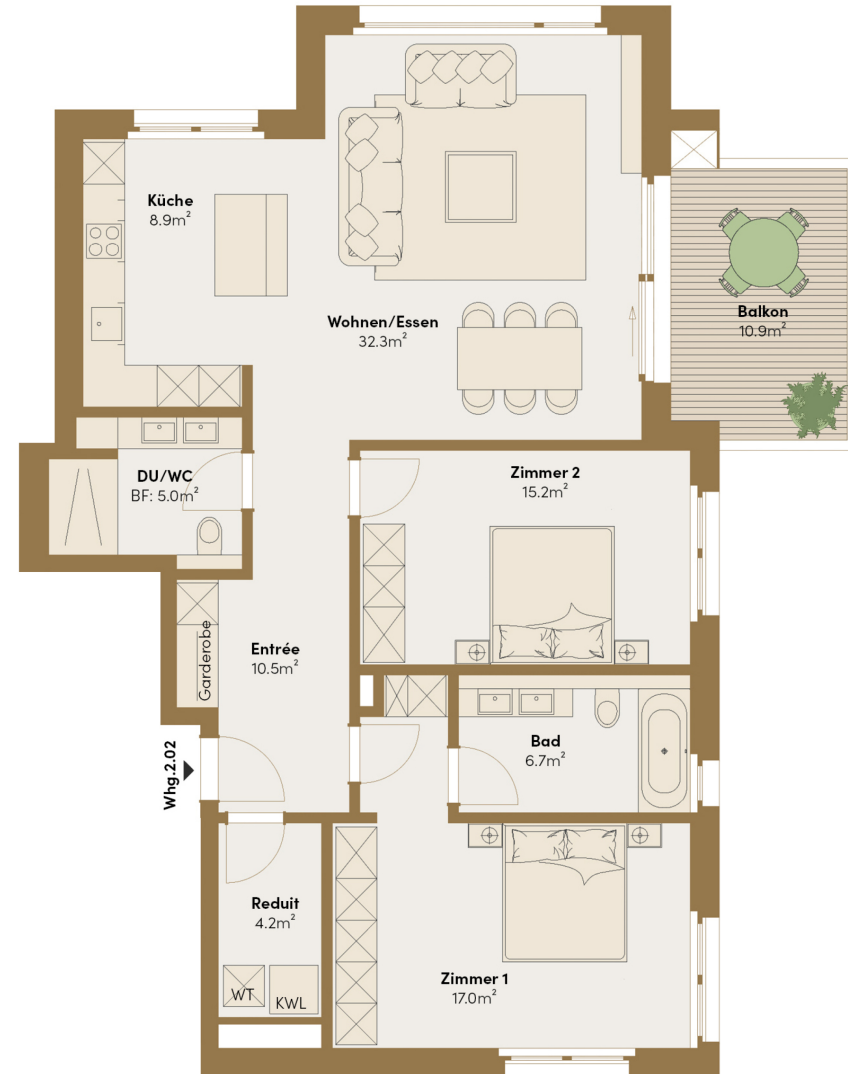 Küche
8.9m²
Wohnen/Essen
32.3m²
Balkon
10.9m²
DU/WC
BF: 5.0m²
Zimmer 2
15.2m²
Garderobe
Entrée
10.5m²
Bad
6.7m²
Whg.2.02
Reduit
4.2m²
WT
KWL
Zimmer 1
17.0m²